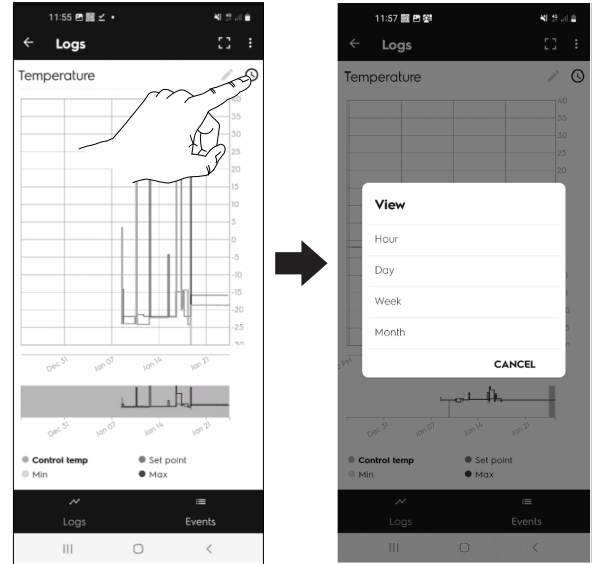 11:55
Logs
Temperature
40
35
30
25
20
15
10
5
0
-5
-10
-15
-20
-25
-30
Dec 31 Jan 07 Jan 14 Jan 21
Dec 31 Jan 07 Jan 14 Jan 21
Control temp Set point
Min Max
Logs Events
11:57
Logs
Temperature
40
35
30
25
20
View
Hour
Day
Week
Month
CANCEL
PM
Dec 31 Jan 07 Jan 14 Jan 21
Control temp Set point
Min Max
Logs Events